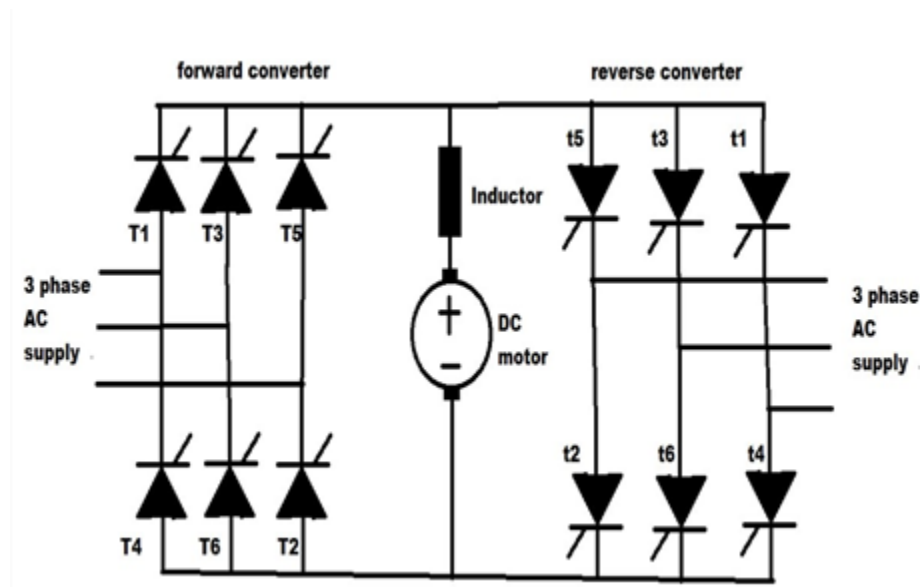 forward converter
reverse converter
T1
T3
T5
t5
t3
t1
Inductor
3 phase
AC
supply
+
DC
motor
−
3 phase
AC
supply
T4
T6
T2
t2
t6
t4